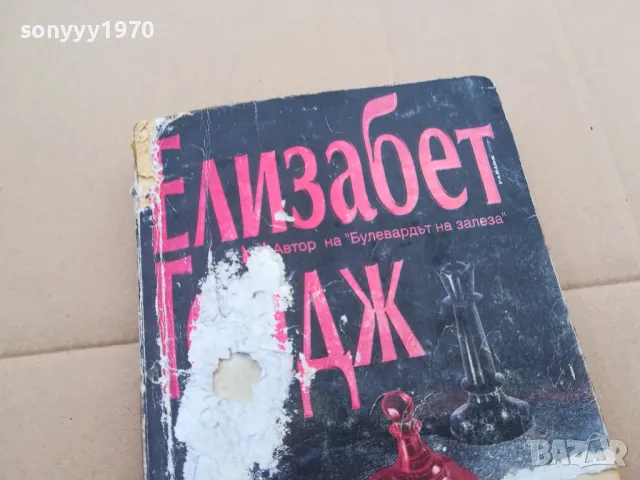 sonyyy1970
Елизабет
Автор на "Булевардът на залеза"
BAZAR